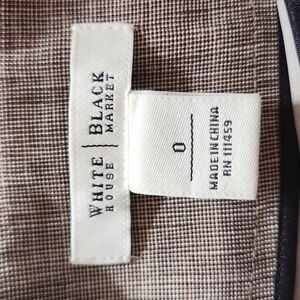 WHITE | BLACK
HOUSE | MARKET
0
MADE IN CHINA
RN 111459